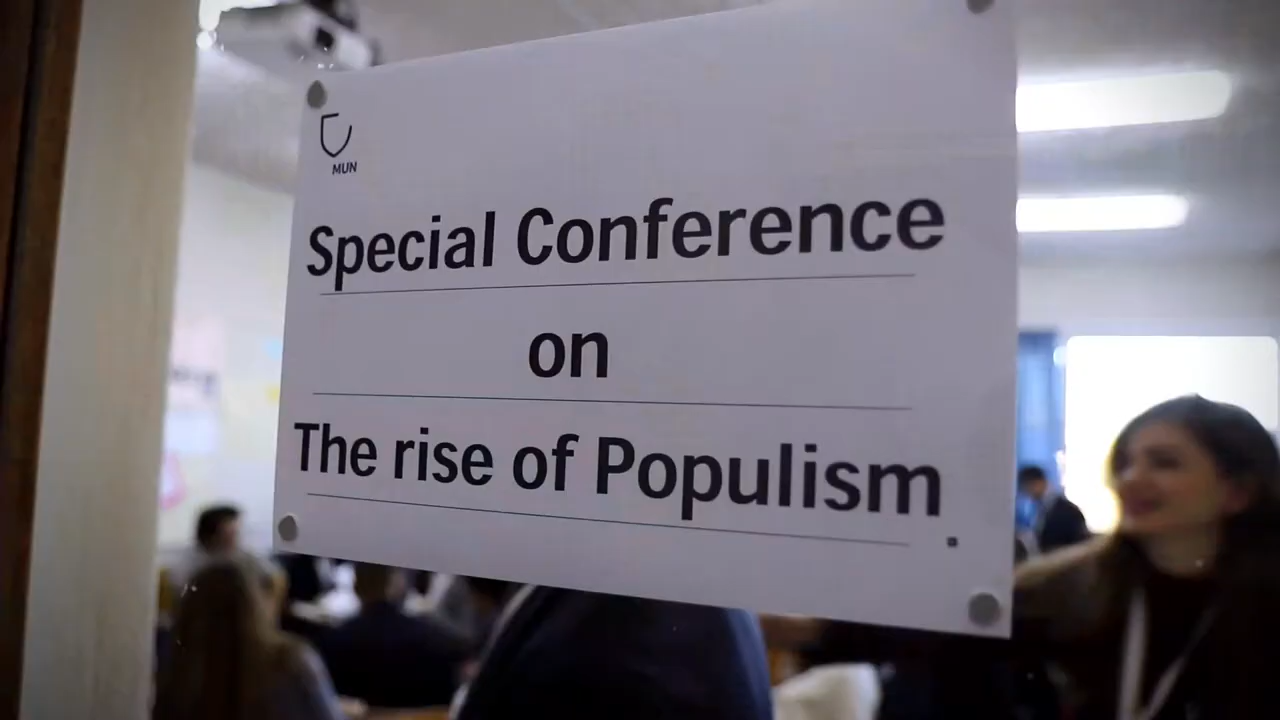 MUN
Special Conference
on
The rise of Populism.